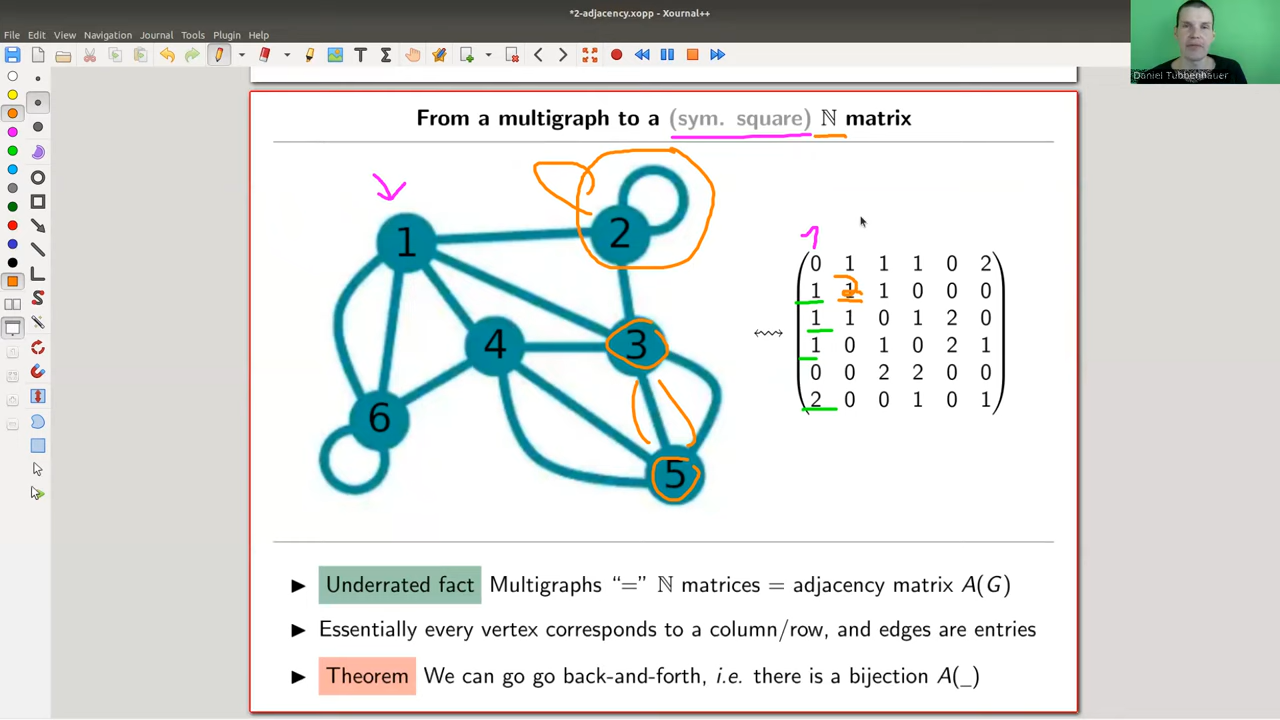 *2-adjacency.xopp - Xournal++
File Edit View Navigation Journal Tools Plugin Help
Daniel Tubbenhauer
From a multigraph to a (sym. square) ℕ matrix
1
2
3
4
5
6
1
0 1 1 1 0 2
1 1 1 0 0 0
2
1 1 0 1 2 0
1 0 1 0 2 1
0 0 2 2 0 0
2 0 0 1 0 1
▶ Underrated fact Multigraphs “=” ℕ matrices = adjacency matrix A(G)
▶ Essentially every vertex corresponds to a column/row, and edges are entries
▶ Theorem We can go go back-and-forth, i.e. there is a bijection A(_)